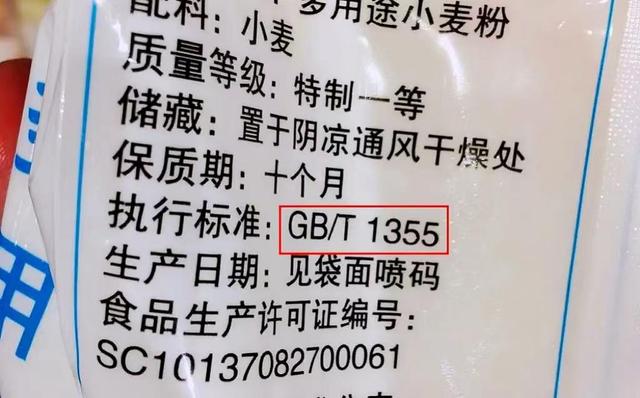 多用途小麦粉
配料: 小麦
质量等级: 特制一等
储藏: 置于阴凉通风干燥处
保质期: 十个月
执行标准: GB/T 1355
生产日期: 见袋面喷码
食品生产许可证编号:
SC10137082700061